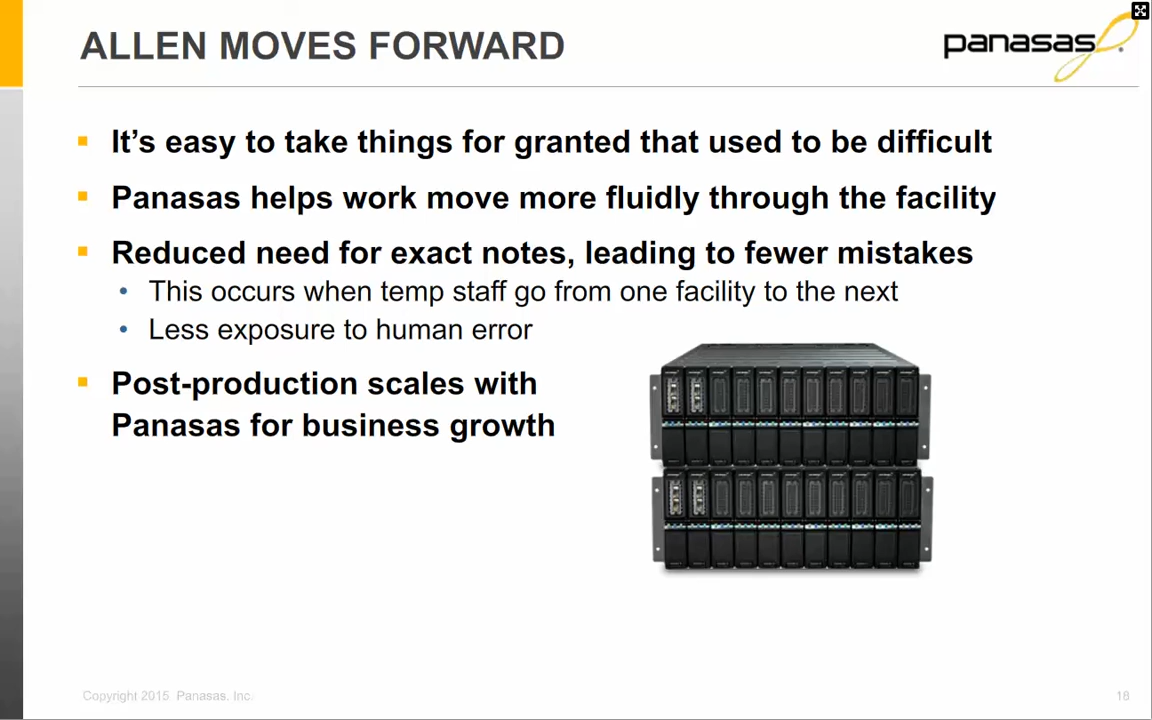 ALLEN MOVES FORWARD
panasas
It's easy to take things for granted that used to be difficult
Panasas helps work move more fluidly through the facility
Reduced need for exact notes, leading to fewer mistakes
This occurs when temp staff go from one facility to the next
Less exposure to human error
Post-production scales with
Panasas for business growth
Copyright 2015 Panasas, Inc.
18